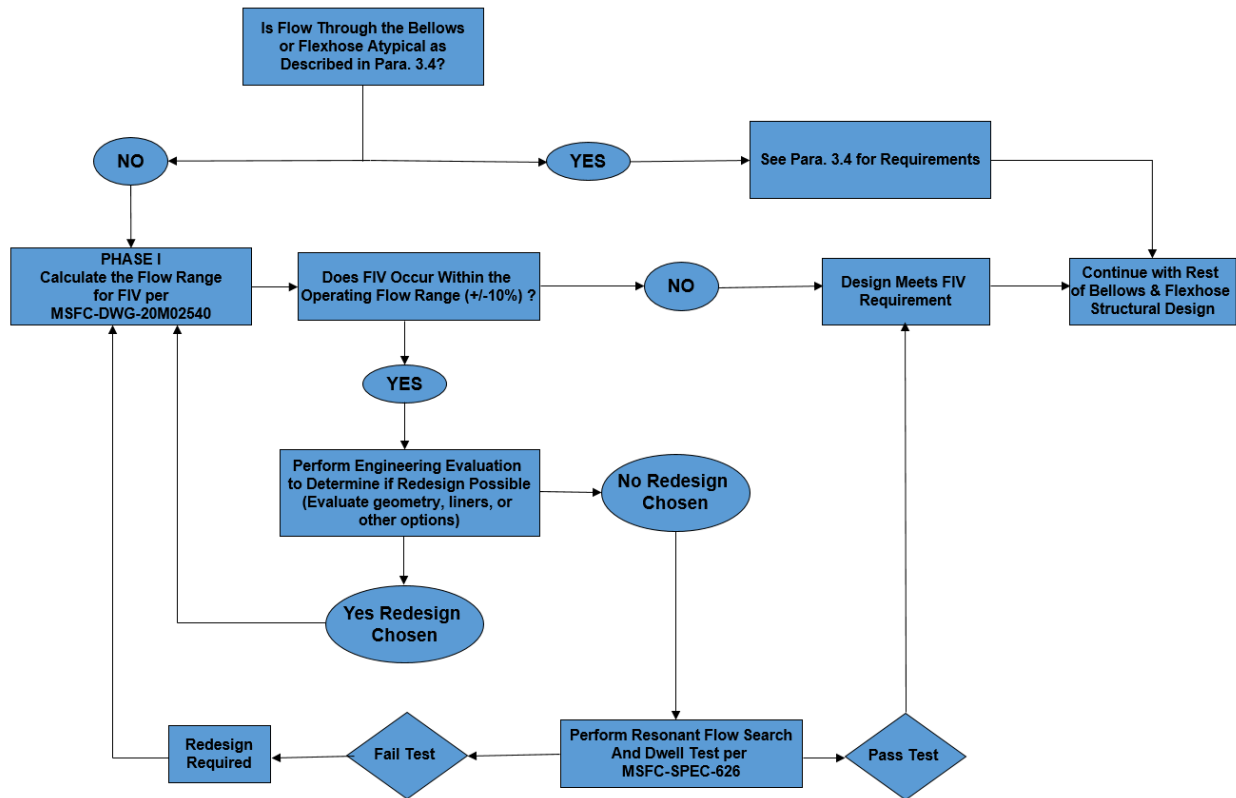 Is Flow Through the Bellows
or Flexhose Atypical as
Described in Para. 3.4?
NO
YES
See Para. 3.4 for Requirements
PHASE I
Calculate the Flow Range
for FIV per
MSFC-DWG-20M02540
Does FIV Occur Within the
Operating Flow Range (+/-10%) ?
NO
Design Meets FIV
Requirement
Continue with Rest
of Bellows & Flexhose
Structural Design
YES
Perform Engineering Evaluation
to Determine if Redesign Possible
(Evaluate geometry, liners, or
other options)
No Redesign
Chosen
Yes Redesign
Chosen
Redesign
Required
Fail Test
Perform Resonant Flow Search
And Dwell Test per
MSFC-SPEC-626
Pass Test